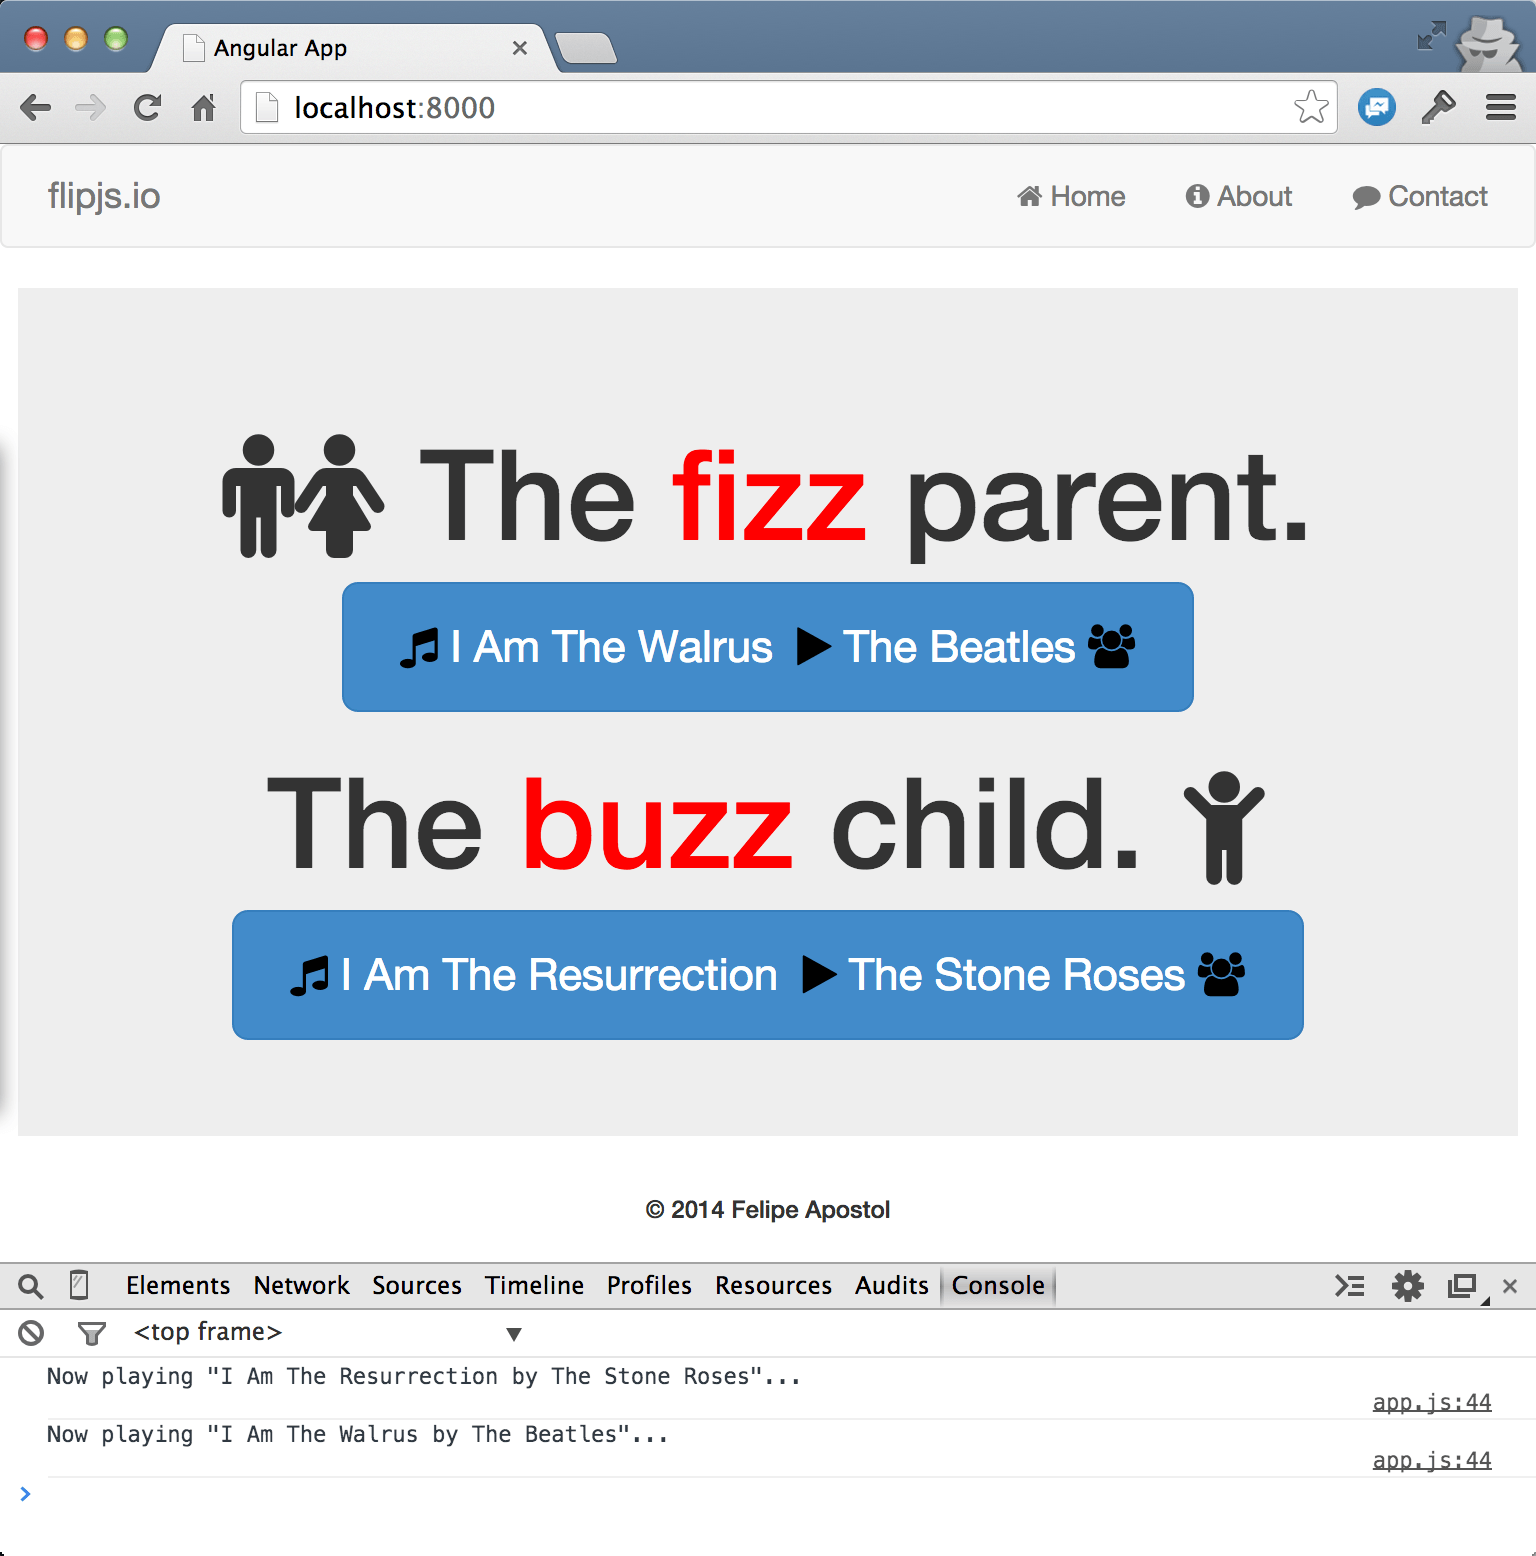 Angular App
localhost:8000
flipjs.io Home About Contact
The fizz parent.
I Am The Walrus The Beatles
The buzz child.
I Am The Resurrection The Stone Roses
© 2014 Felipe Apostol
Elements Network Sources Timeline Profiles Resources Audits Console
<top frame>
Now playing "I Am The Resurrection by The Stone Roses"...
app.js:44
Now playing "I Am The Walrus by The Beatles"...
app.js:44